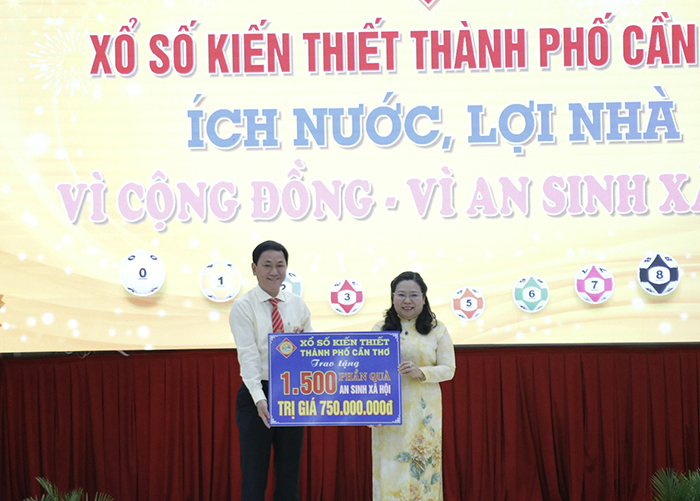 XỔ SỐ KIẾN THIẾT THÀNH PHỐ CẦN
ÍCH NƯỚC, LỢI NHÀ
VÌ CỘNG ĐỒNG - VÌ AN SINH XÃ
0 1 3 5 6 7 8
XỔ SỐ KIẾN THIẾT
THÀNH PHỐ CẦN THƠ
Trao tặng
1.500 PHẦN QUÀ
AN SINH XÃ HỘI
TRỊ GIÁ 750.000.000đ